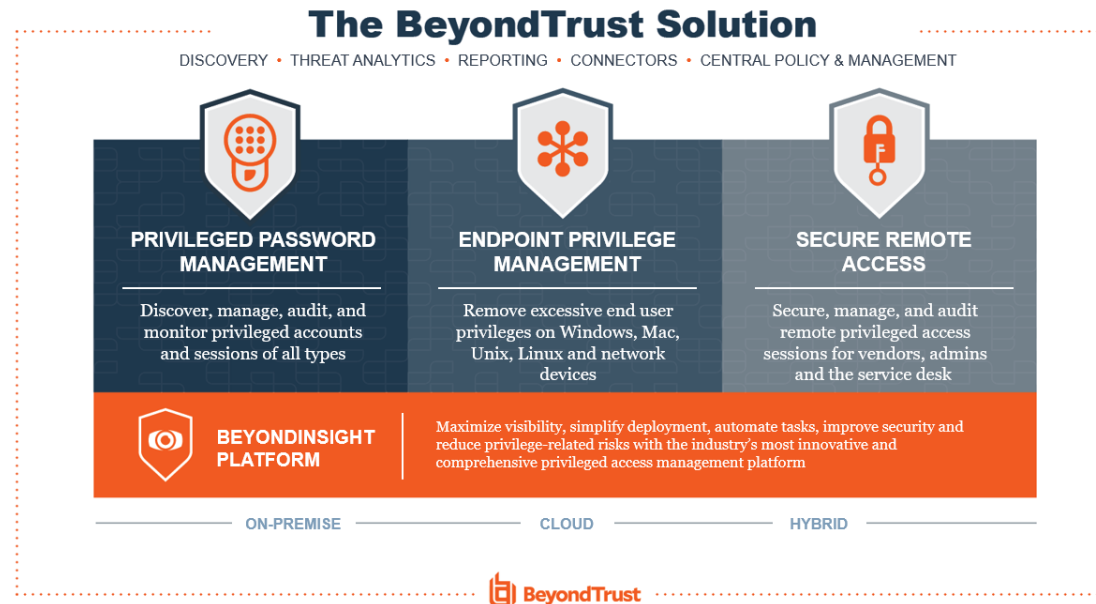 The BeyondTrust Solution
DISCOVERY • THREAT ANALYTICS • REPORTING • CONNECTORS • CENTRAL POLICY & MANAGEMENT
PRIVILEGED PASSWORD
MANAGEMENT
Discover, manage, audit, and
monitor privileged accounts
and sessions of all types
ENDPOINT PRIVILEGE
MANAGEMENT
Remove excessive end user
privileges on Windows, Mac,
Unix, Linux and network
devices
SECURE REMOTE
ACCESS
Secure, manage, and audit
remote privileged access
sessions for vendors, admins
and the service desk
BEYONDINSIGHT
PLATFORM
Maximize visibility, simplify deployment, automate tasks, improve security and
reduce privilege-related risks with the industry's most innovative and
comprehensive privileged access management platform
ON-PREMISE
CLOUD
HYBRID
BeyondTrust